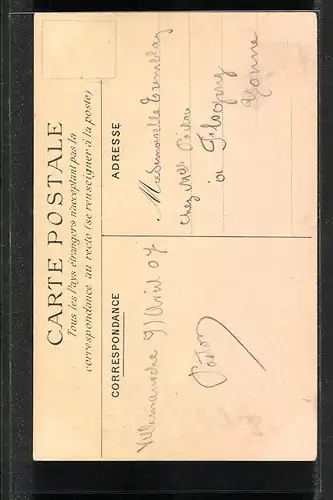 CARTE POSTALE
Tous les Pays étrangers n'acceptant pas la
correspondance au recto (se renseigner à la poste)
CORRESPONDANCE
Avril 07
ADRESSE
Mademoiselle Tremblay
chez
à
Yonne